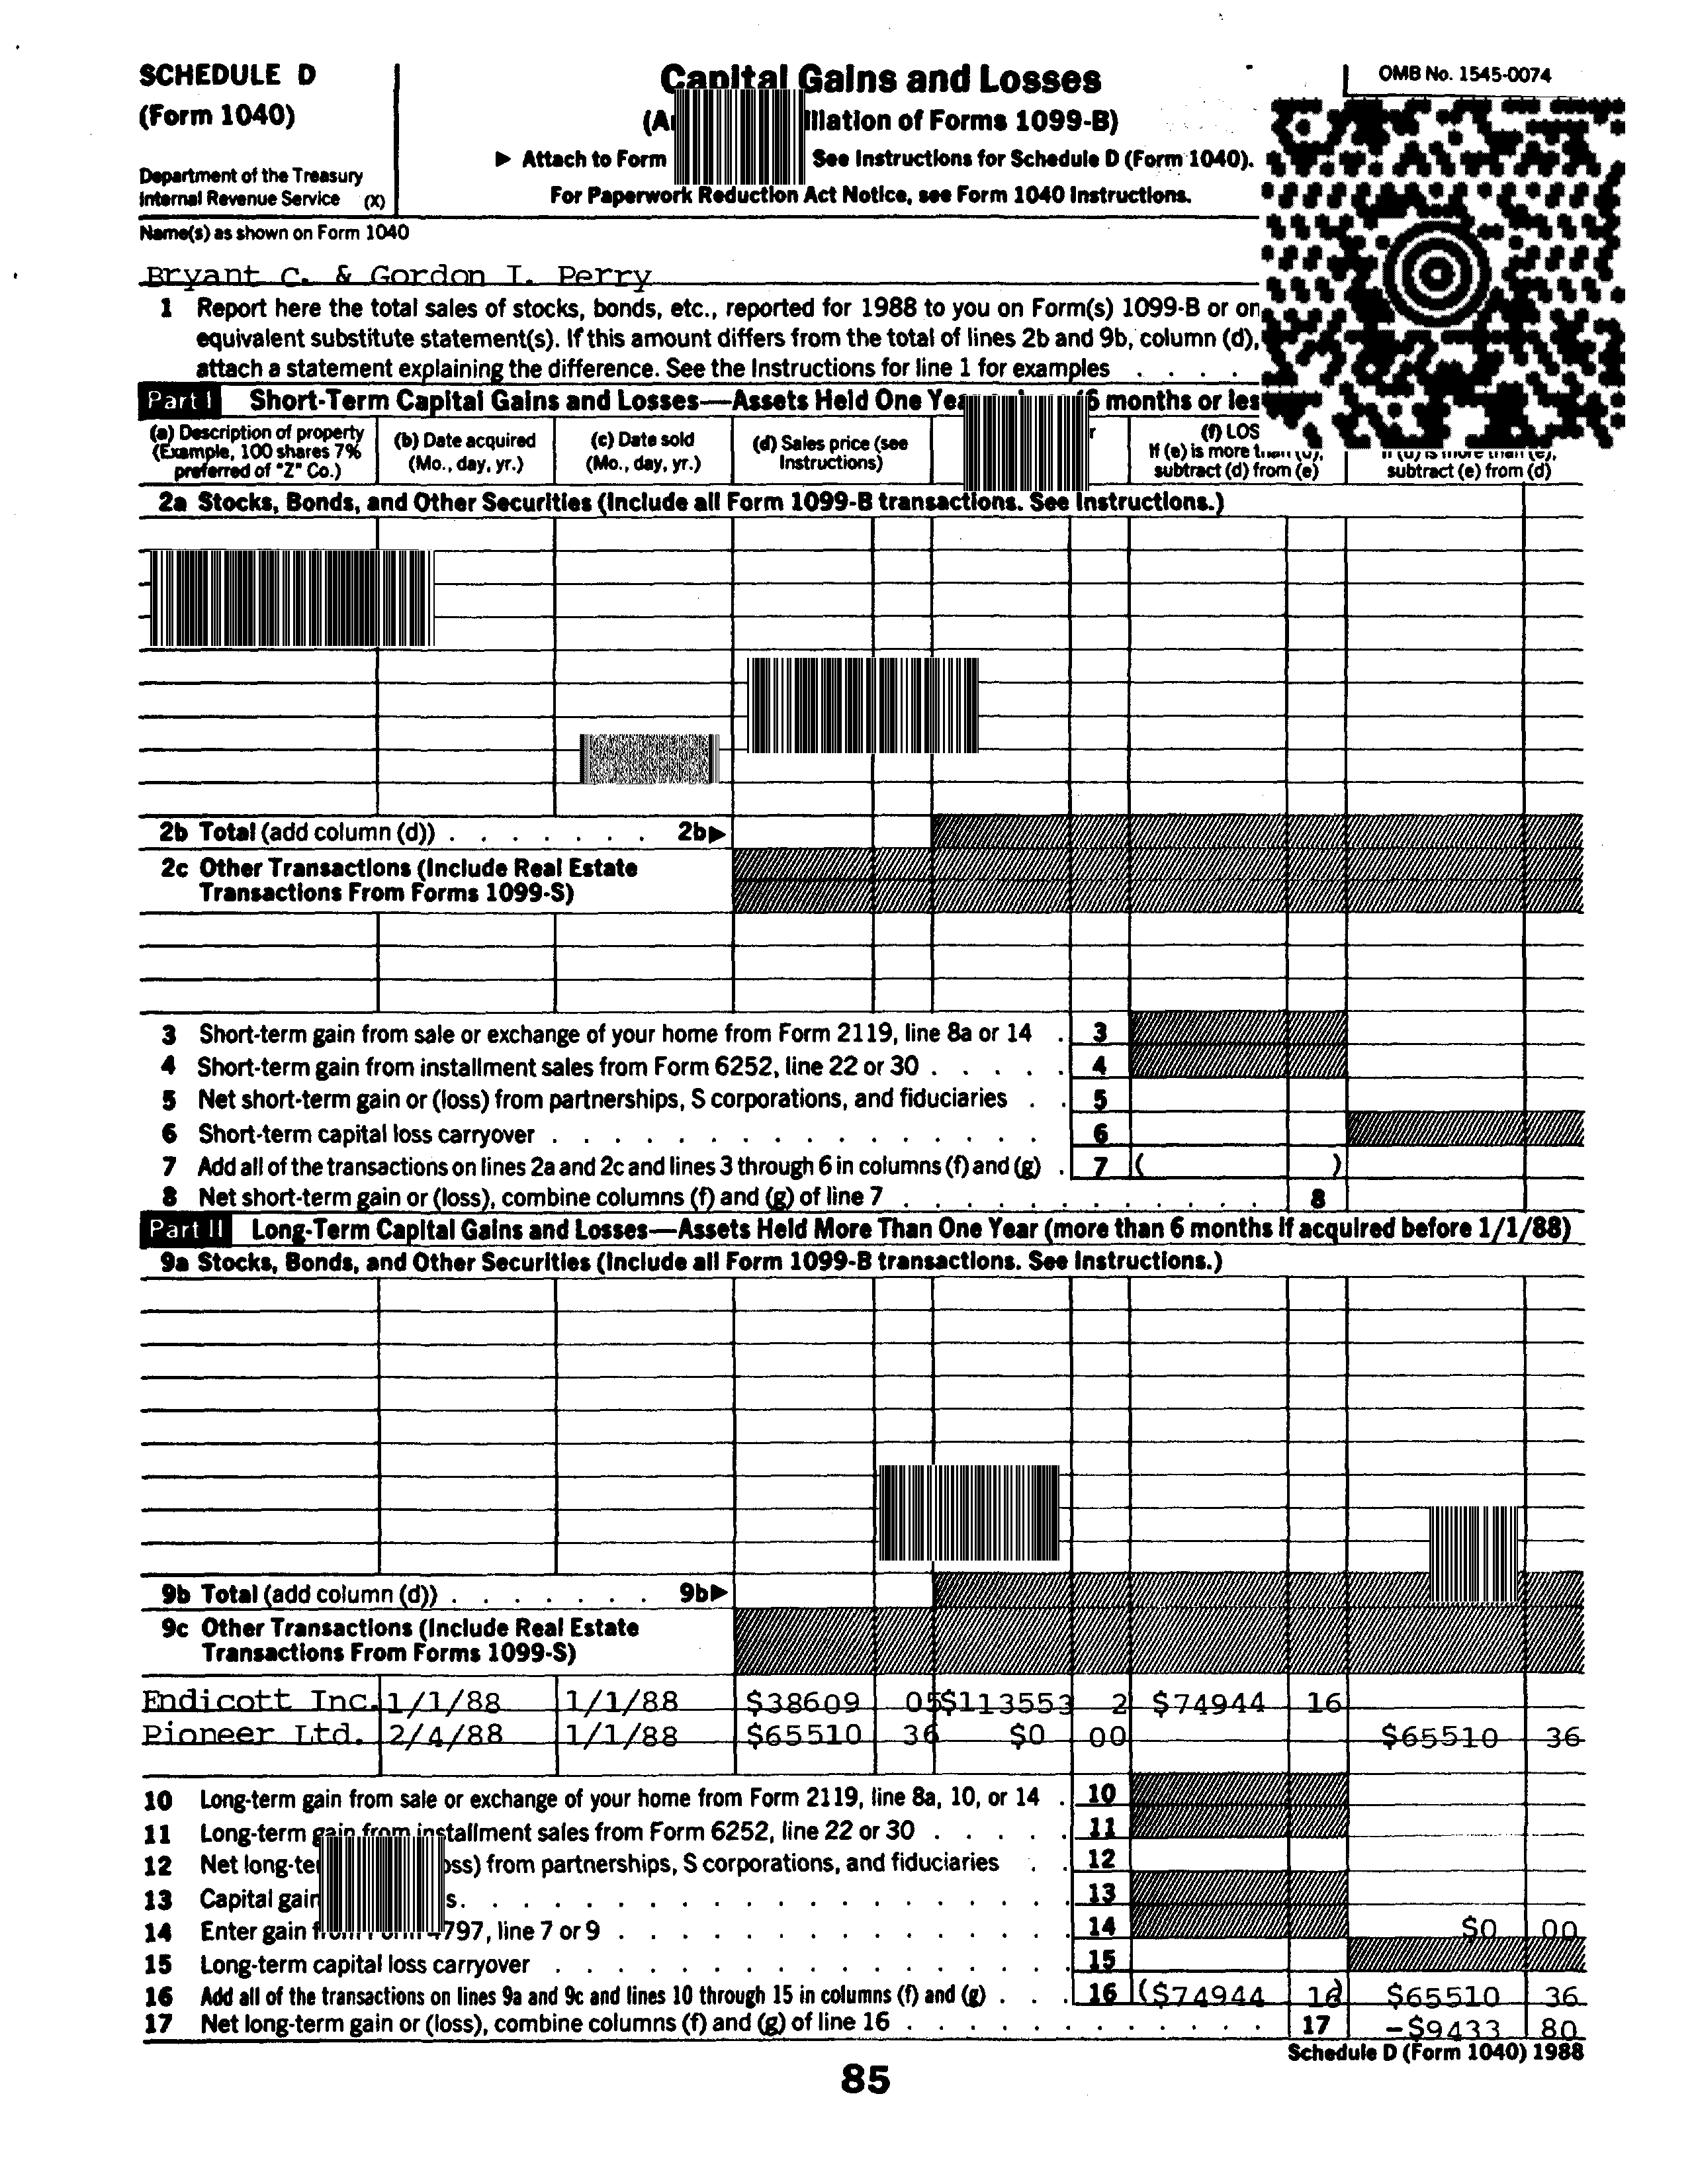 SCHEDULE D
(Form 1040)
Department of the Treasury
Internal Revenue Service (X)
Capital Gains and Losses
(A llation of Forms 1099-B)
▶ Attach to Form See Instructions for Schedule D (Form 1040).
For Paperwork Reduction Act Notice, see Form 1040 Instructions.
OMB No. 1545-0074
Name(s) as shown on Form 1040
Bryant C. & Gordon I. Perry
1 Report here the total sales of stocks, bonds, etc., reported for 1988 to you on Form(s) 1099-B or on
equivalent substitute statement(s). If this amount differs from the total of lines 2b and 9b, column (d),
attach a statement explaining the difference. See the Instructions for line 1 for examples . . . .
Part I Short-Term Capital Gains and Losses—Assets Held One Yea (6 months or les
(a) Description of property (Example, 100 shares 7% preferred of "Z" Co.)
(b) Date acquired (Mo., day, yr.)
(c) Date sold (Mo., day, yr.)
(d) Sales price (see Instructions)
r
(f) LOS If (e) is more than (d), subtract (d) from (e)
If (d) is more than (e), subtract (e) from (d)
2a Stocks, Bonds, and Other Securities (Include all Form 1099-B transactions. See Instructions.)
2b Total (add column (d)) . . . . . . . 2b▶
2c Other Transactions (Include Real Estate
Transactions From Forms 1099-S)
3 Short-term gain from sale or exchange of your home from Form 2119, line 8a or 14 . 3
4 Short-term gain from installment sales from Form 6252, line 22 or 30 . . . . . 4
5 Net short-term gain or (loss) from partnerships, S corporations, and fiduciaries . . 5
6 Short-term capital loss carryover . . . . . . . . . . . . . . . . 6
7 Add all of the transactions on lines 2a and 2c and lines 3 through 6 in columns (f) and (g) . 7 ( )
8 Net short-term gain or (loss), combine columns (f) and (g) of line 7 . . . . . . . . . . . . 8
Part II Long-Term Capital Gains and Losses—Assets Held More Than One Year (more than 6 months if acquired before 1/1/88)
9a Stocks, Bonds, and Other Securities (Include all Form 1099-B transactions. See Instructions.)
9b Total (add column (d)) . . . . . . . 9b▶
9c Other Transactions (Include Real Estate
Transactions From Forms 1099-S)
Endicott Inc. 1/1/88 1/1/88 $38609 05 $113553 2 $74944 16
Pioneer Ltd. 2/4/88 1/1/88 $65510 36 $0 00 $65510 36
10 Long-term gain from sale or exchange of your home from Form 2119, line 8a, 10, or 14 . 10
11 Long-term gain from installment sales from Form 6252, line 22 or 30 . . . . . 11
12 Net long-te oss) from partnerships, S corporations, and fiduciaries . . 12
13 Capital gain s . . . . . . . . . . . . . . . . . . . 13
14 Enter gain from Form 4797, line 7 or 9 . . . . . . . . . . . . . . 14 $0 00
15 Long-term capital loss carryover . . . . . . . . . . . . . . . . 15
16 Add all of the transactions on lines 9a and 9c and lines 10 through 15 in columns (f) and (g) . . . 16 ($74944 16) $65510 36
17 Net long-term gain or (loss), combine columns (f) and (g) of line 16 . . . . . . . . . . . . 17 -$9433 80
Schedule D (Form 1040) 1988
85